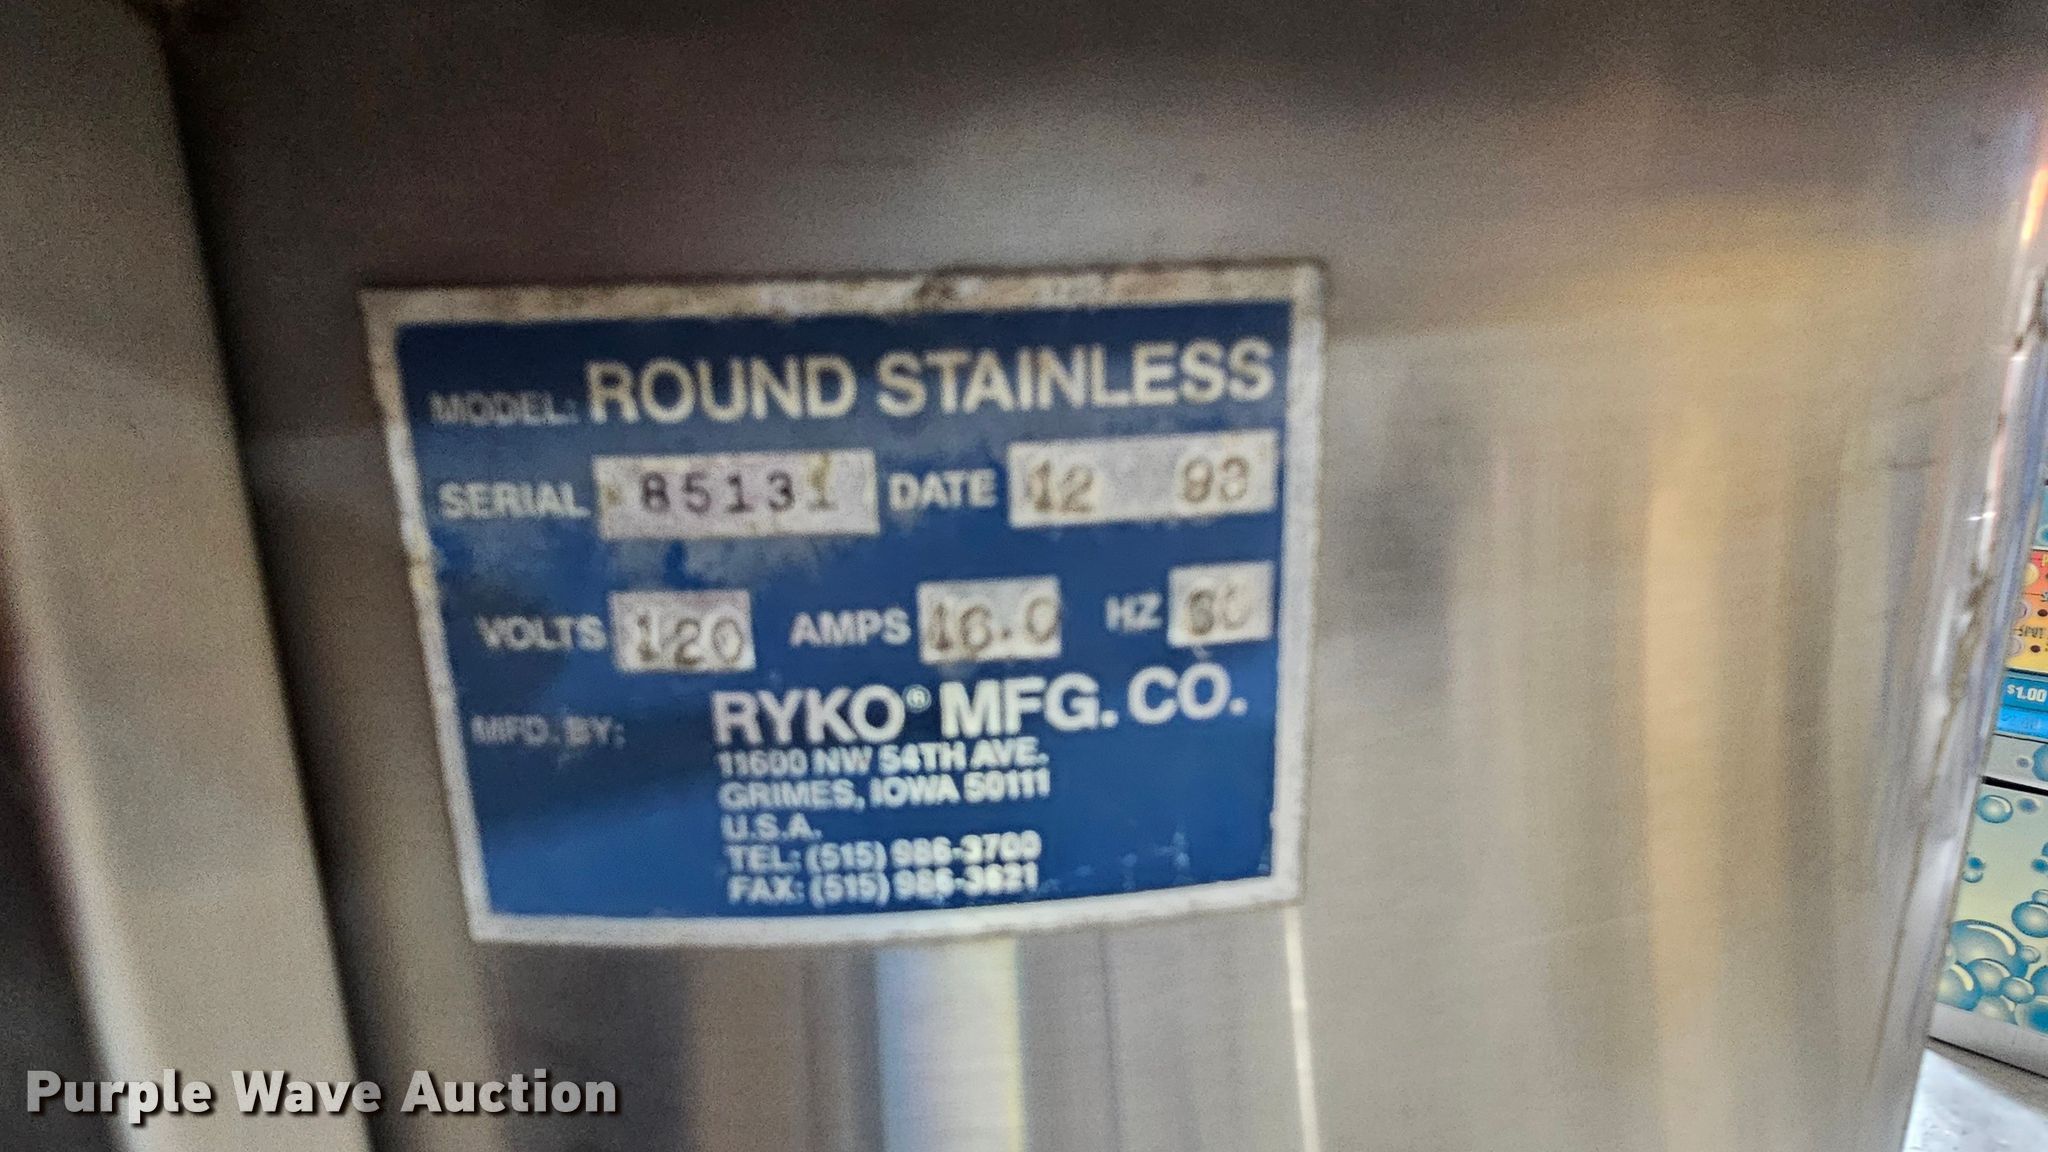 MODEL: ROUND STAINLESS
SERIAL 85131 DATE 12 93
VOLTS 120 AMPS 16.0 HZ 60
MFD. BY: RYKO® MFG. CO.
11600 NW 54TH AVE.
GRIMES, IOWA 50111
U.S.A.
TEL: (515) 986-3700
FAX: (515) 986-3621
$1.00
Purple Wave Auction